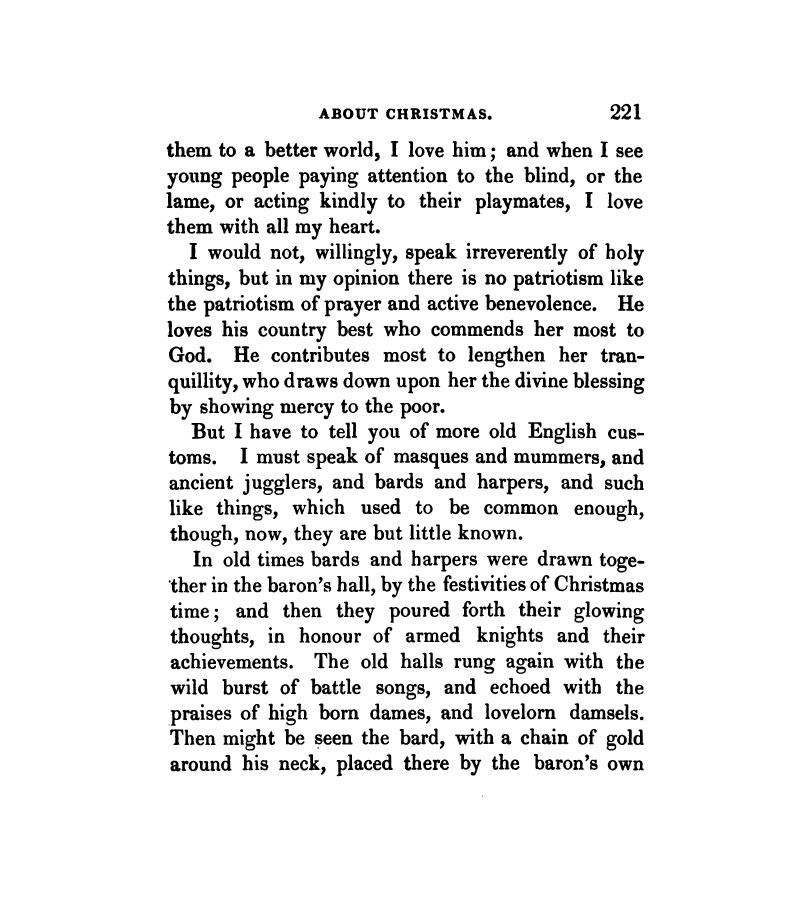 ABOUT CHRISTMAS. 221
them to a better world, I love him; and when I see
young people paying attention to the blind, or the
lame, or acting kindly to their playmates, I love
them with all my heart.
I would not, willingly, speak irreverently of holy
things, but in my opinion there is no patriotism like
the patriotism of prayer and active benevolence. He
loves his country best who commends her most to
God. He contributes most to lengthen her tran-
quillity, who draws down upon her the divine blessing
by showing mercy to the poor.
But I have to tell you of more old English cus-
toms. I must speak of masques and mummers, and
ancient jugglers, and bards and harpers, and such
like things, which used to be common enough,
though, now, they are but little known.
In old times bards and harpers were drawn toge-
ther in the baron's hall, by the festivities of Christmas
time; and then they poured forth their glowing
thoughts, in honour of armed knights and their
achievements. The old halls rung again with the
wild burst of battle songs, and echoed with the
praises of high born dames, and lovelorn damsels.
Then might be seen the bard, with a chain of gold
around his neck, placed there by the baron's own